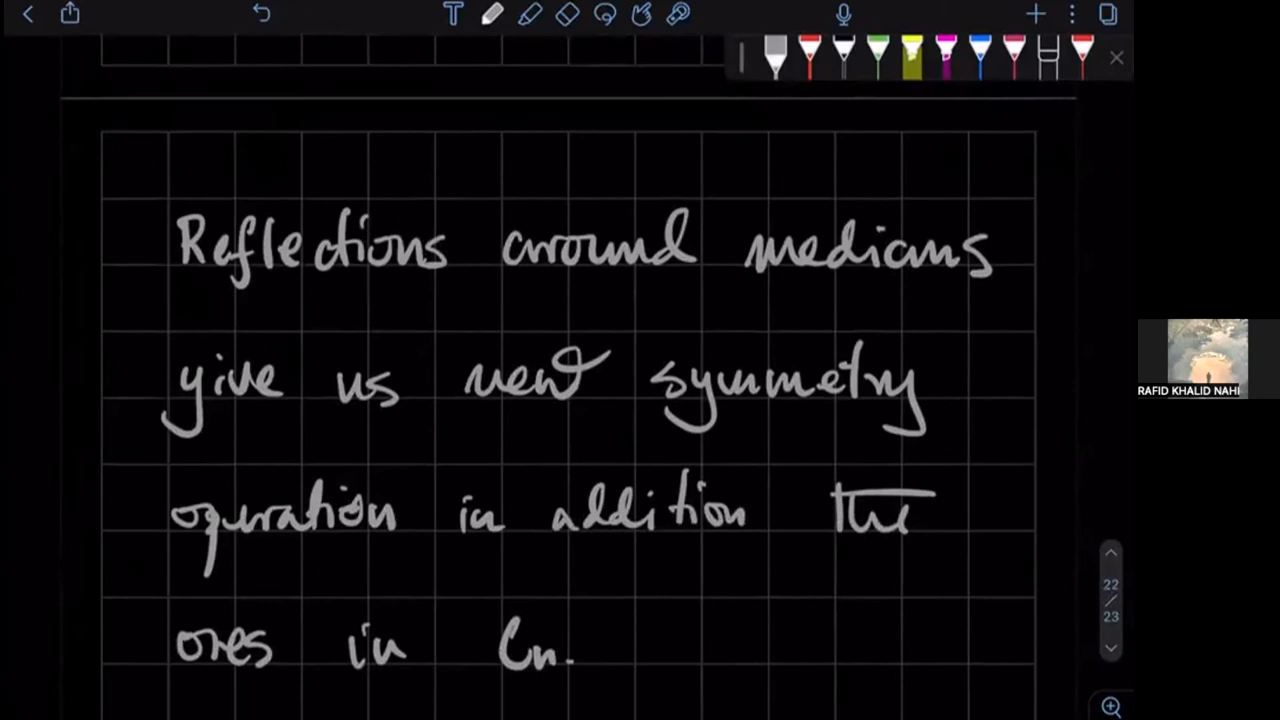 T
22
23
RAFID KHALID NAHI
Reflections around medians
give us new symmetry
operation in addition the
ones in Cn.